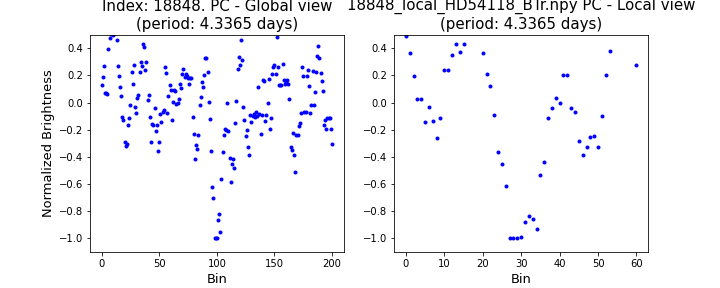 Index: 18848. PC - Global view
(period: 4.3365 days)
18848_local_HD54118_BTr.npy PC - Local view
(period: 4.3365 days)
Normalized Brightness
0.4
0.2
0.0
−0.2
−0.4
−0.6
−0.8
−1.0
0 50 100 150 200
Bin
0.4
0.2
0.0
−0.2
−0.4
−0.6
−0.8
−1.0
0 10 20 30 40 50 60
Bin